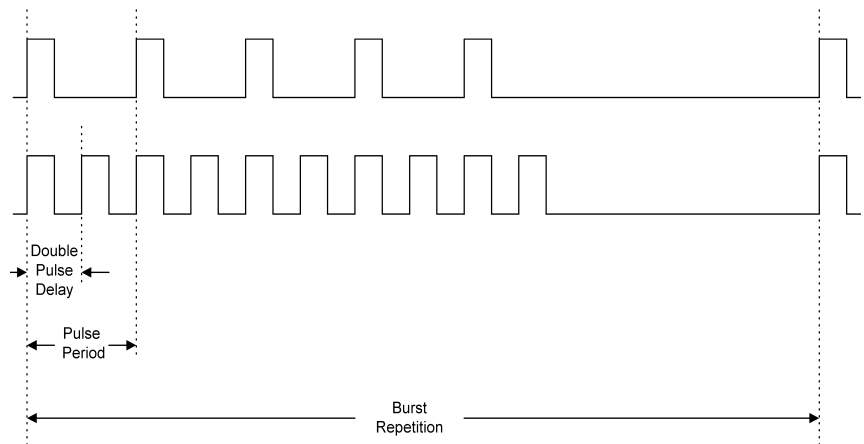 Double
Pulse
Delay
Pulse
Period
Burst
Repetition